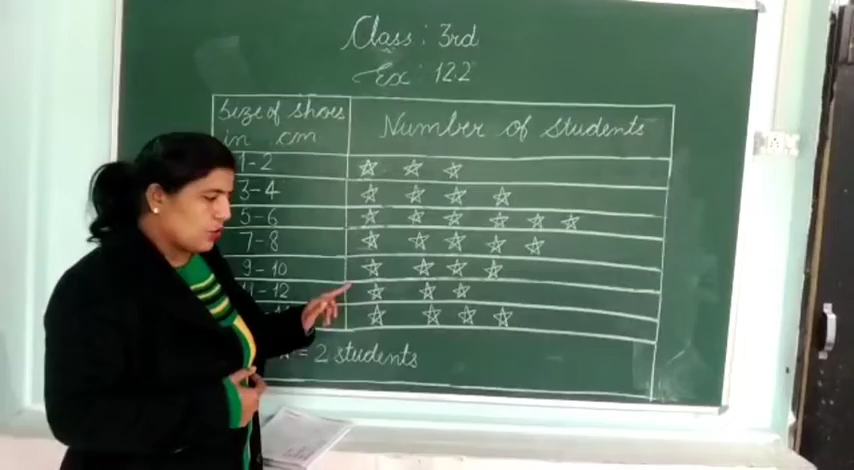 Class : 3rd
Ex : 12.2
Size of shoes
in cm
Number of students
1-2 ☆ ☆ ☆
3-4 ☆ ☆ ☆ ☆
5-6 ☆ ☆ ☆ ☆ ☆ ☆
7-8 ☆ ☆ ☆ ☆ ☆
9-10 ☆ ☆ ☆ ☆
11-12 ☆ ☆ ☆
☆ ☆ ☆ ☆
= 2 students